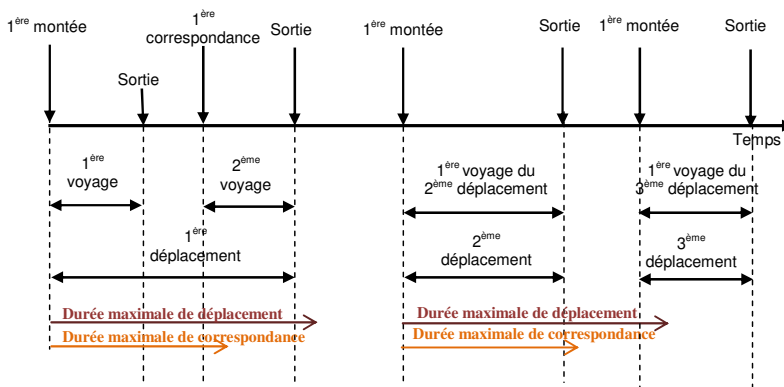 1ère montée
1ère
correspondance
Sortie
1ère montée
Sortie
1ère montée
Sortie
Sortie
Temps
1ère
voyage
2ème
voyage
1ère voyage du
2ème déplacement
1ère voyage du
3ème déplacement
1ère
déplacement
2ème
déplacement
3ème
déplacement
Durée maximale de déplacement
Durée maximale de correspondance
Durée maximale de déplacement
Durée maximale de correspondance